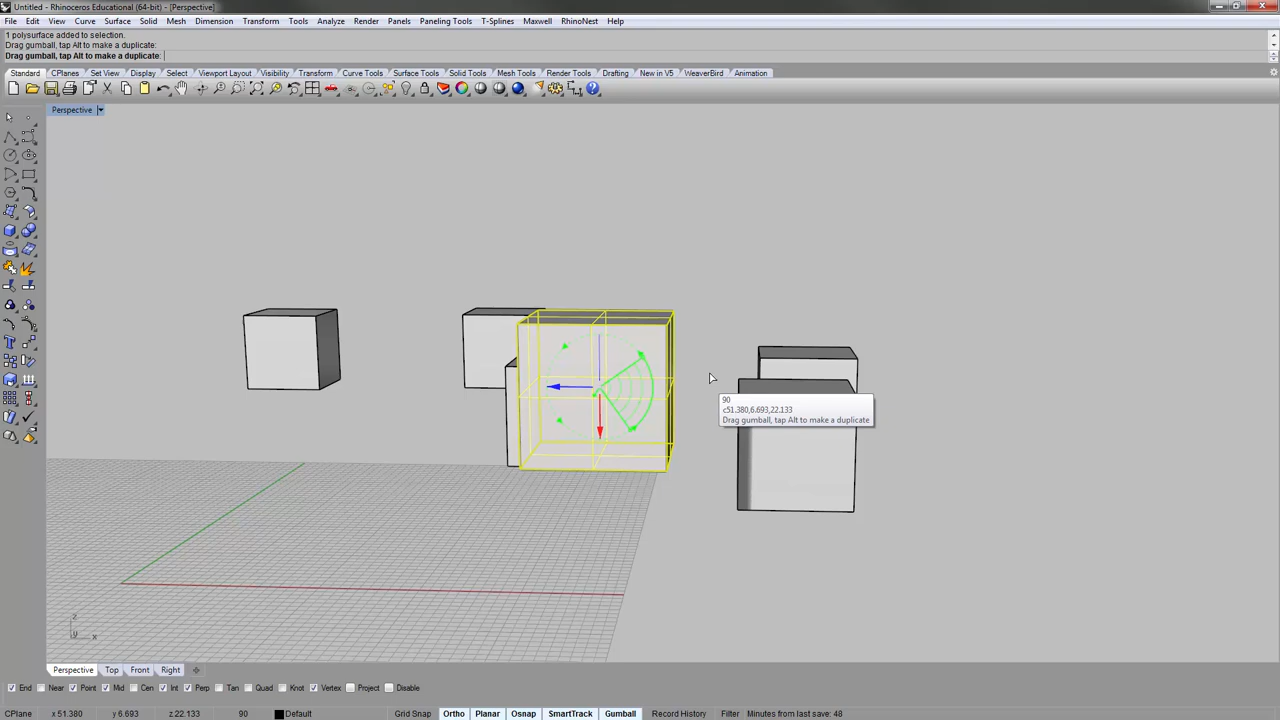 Untitled - Rhinoceros Educational (64-bit) - [Perspective]
File Edit View Curve Surface Solid Mesh Dimension Transform Tools Analyze Render Panels Paneling Tools T-Splines Maxwell RhinoNest Help
1 polysurface added to selection.
Drag gumball, tap Alt to make a duplicate:
Drag gumball, tap Alt to make a duplicate:
Standard CPlanes Set View Display Select Viewport Layout Visibility Transform Curve Tools Surface Tools Solid Tools Mesh Tools Render Tools Drafting New in V5 WeaverBird Animation
Perspective
90
c51.380,6.693,22.133
Drag gumball, tap Alt to make a duplicate
z
y x
Perspective Top Front Right
End Near Point Mid Cen Int Perp Tan Quad Knot Vertex Project Disable
CPlane x 51.380 y 6.693 z 22.133 90 Default Grid Snap Ortho Planar Osnap SmartTrack Gumball Record History Filter Minutes from last save: 48